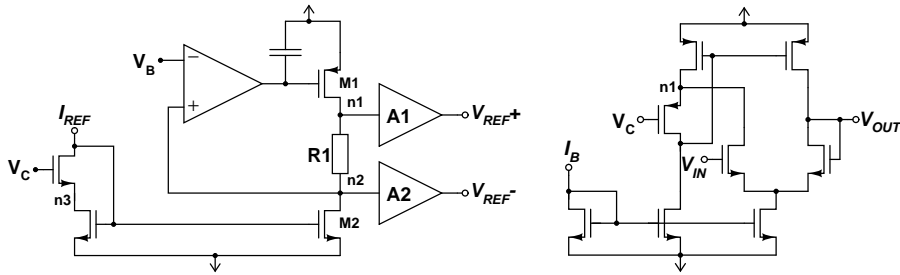 V_B
−
+
M1
n1
A1
V_REF+
I_REF
R1
V_C
n2
A2
V_REF-
n3
M2
n1
V_C
V_IN
V_OUT
I_B